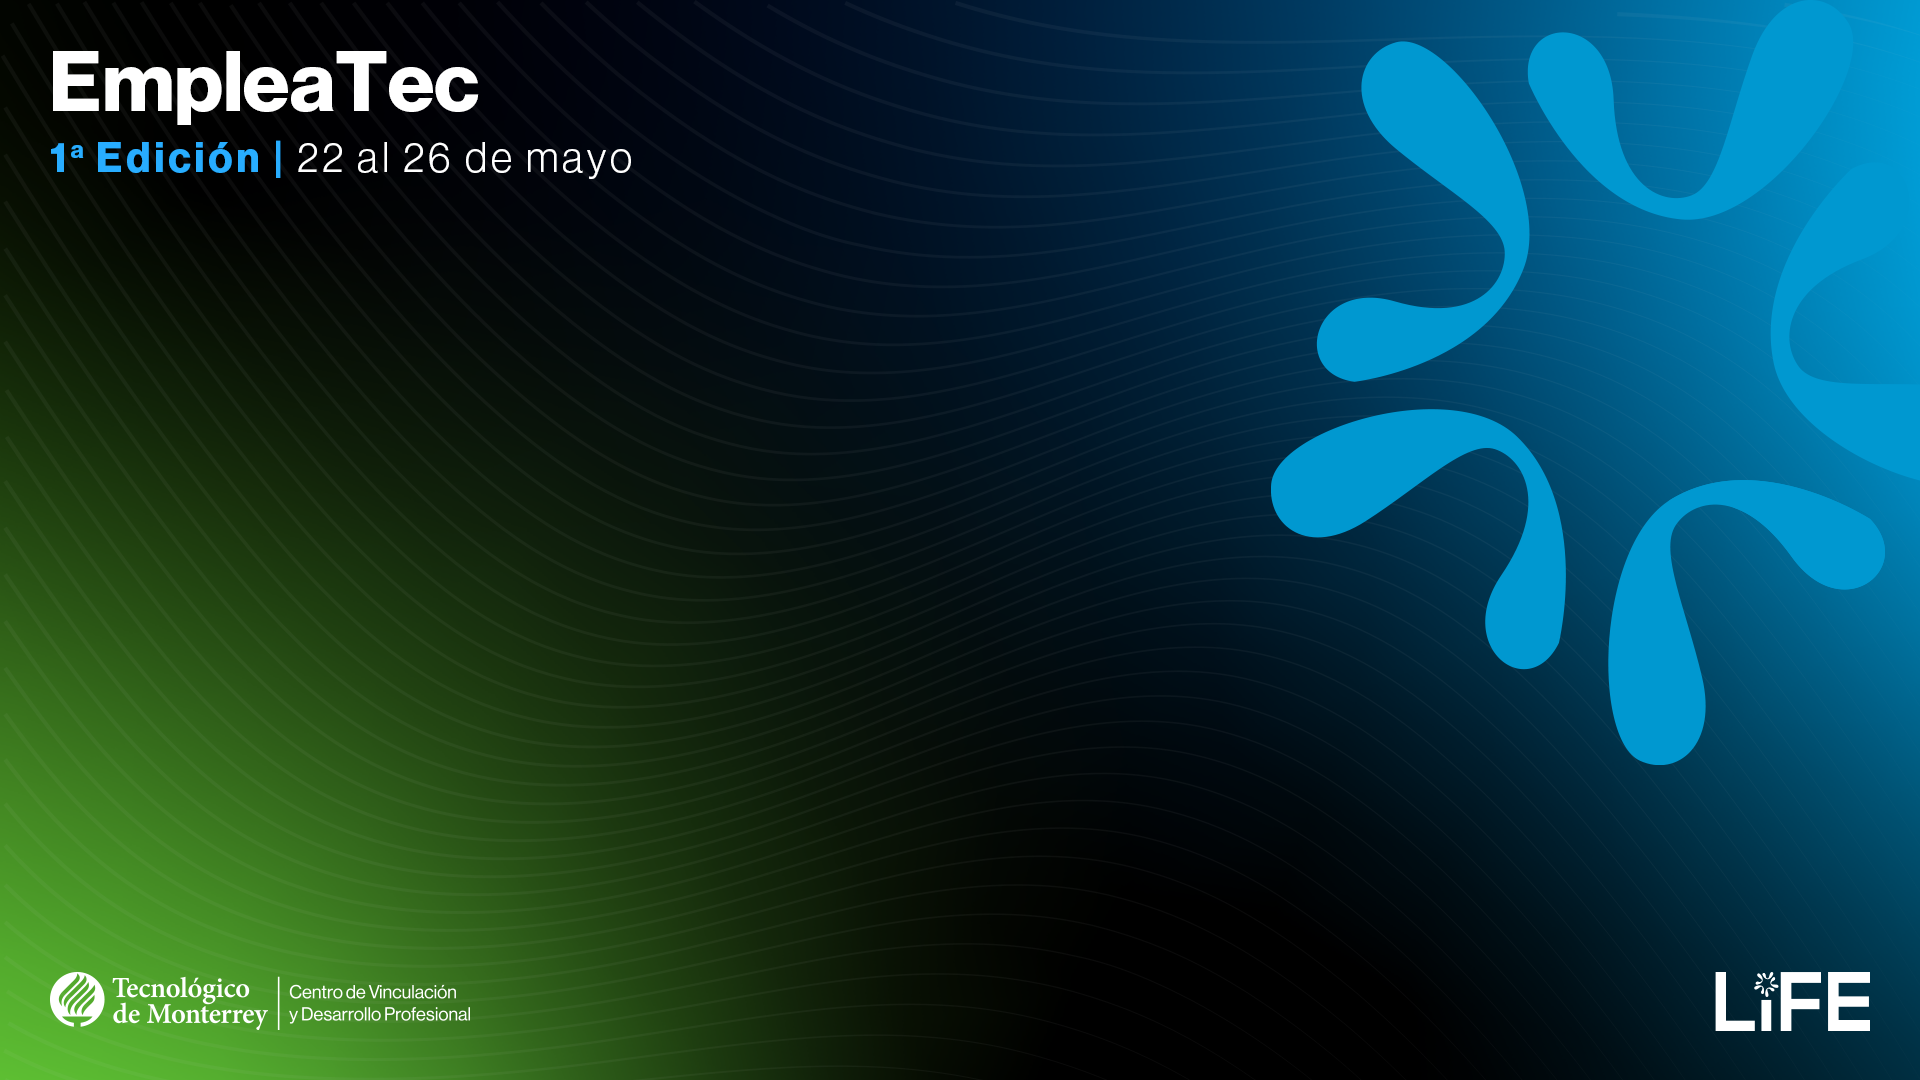 EmpleaTec
1ª Edición | 22 al 26 de mayo
Tecnológico
de Monterrey
Centro de Vinculación
y Desarrollo Profesional
LiFE